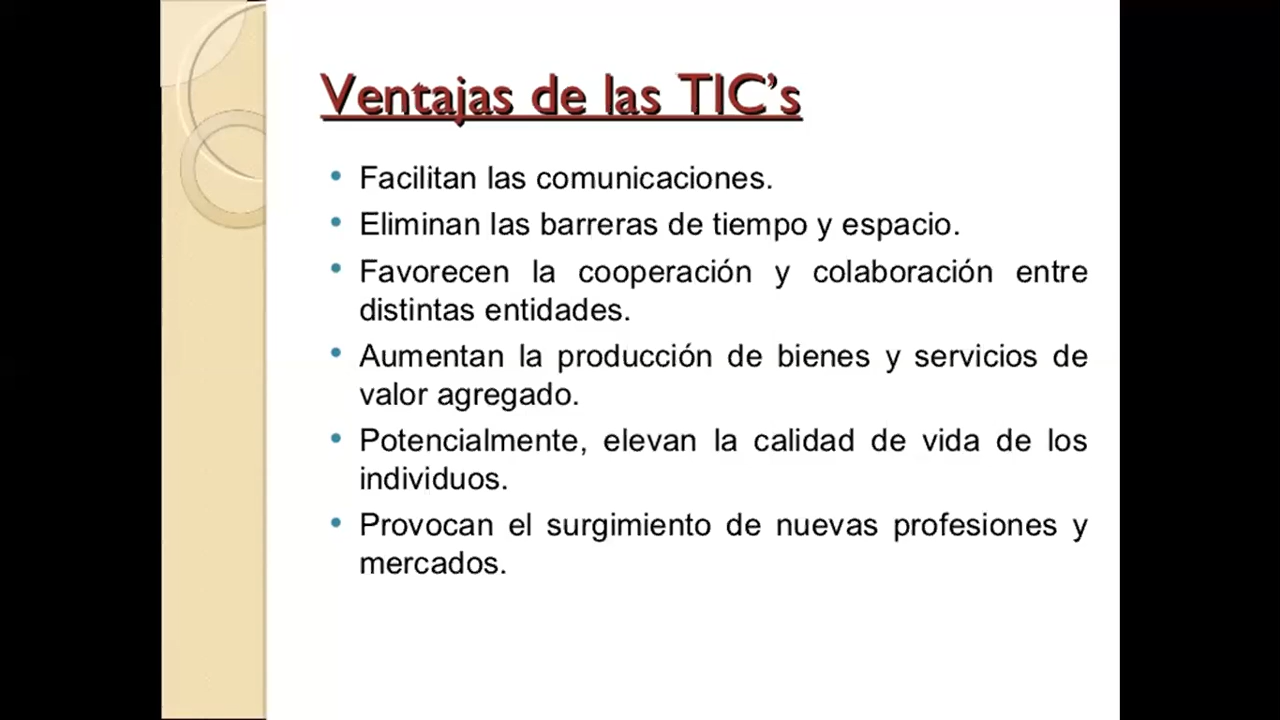 Ventajas de las TIC’s
• Facilitan las comunicaciones.
• Eliminan las barreras de tiempo y espacio.
• Favorecen la cooperación y colaboración entre
distintas entidades.
• Aumentan la producción de bienes y servicios de
valor agregado.
• Potencialmente, elevan la calidad de vida de los
individuos.
• Provocan el surgimiento de nuevas profesiones y
mercados.